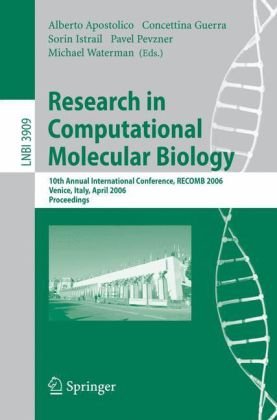 Alberto Apostolico Concettina Guerra
Sorin Istrail Pavel Pevzner
Michael Waterman (Eds.)
LNBI 3909
Research in
Computational
Molecular Biology
10th Annual International Conference, RECOMB 2006
Venice, Italy, April 2006
Proceedings
Springer